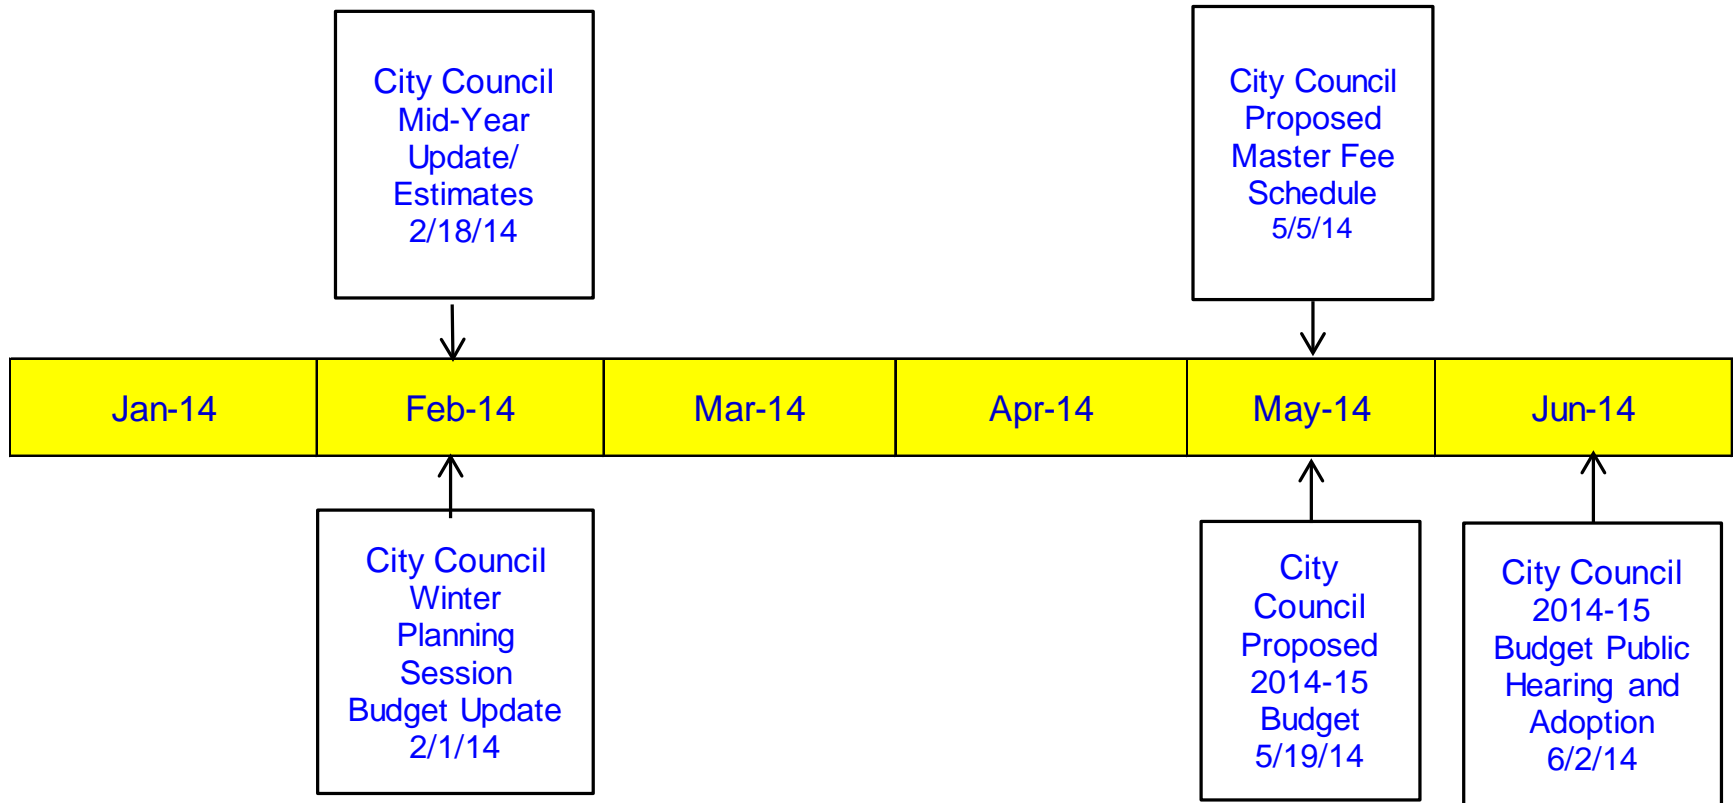 City Council
Mid-Year
Update/
Estimates
2/18/14
City Council
Proposed
Master Fee
Schedule
5/5/14
Jan-14
Feb-14
Mar-14
Apr-14
May-14
Jun-14
City Council
Winter
Planning
Session
Budget Update
2/1/14
City
Council
Proposed
2014-15
Budget
5/19/14
City Council
2014-15
Budget Public
Hearing and
Adoption
6/2/14